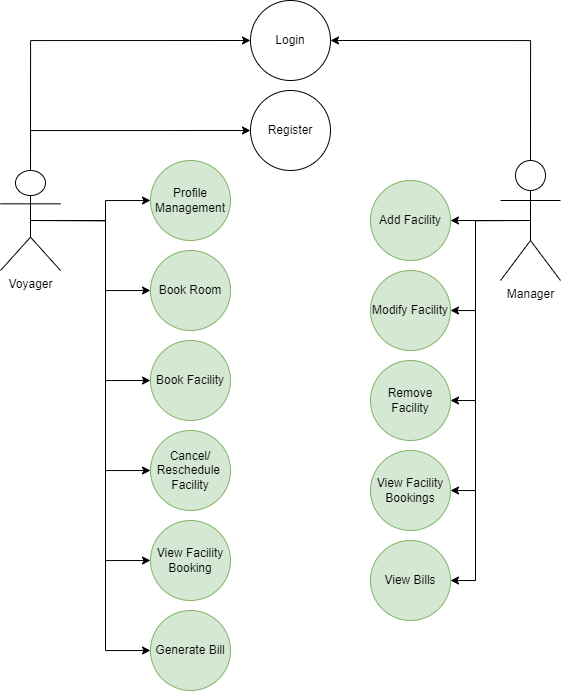 Login
Register
Voyager
Profile
Management
Book Room
Book Facility
Cancel/
Reschedule
Facility
View Facility
Booking
Generate Bill
Manager
Add Facility
Modify Facility
Remove
Facility
View Facility
Bookings
View Bills